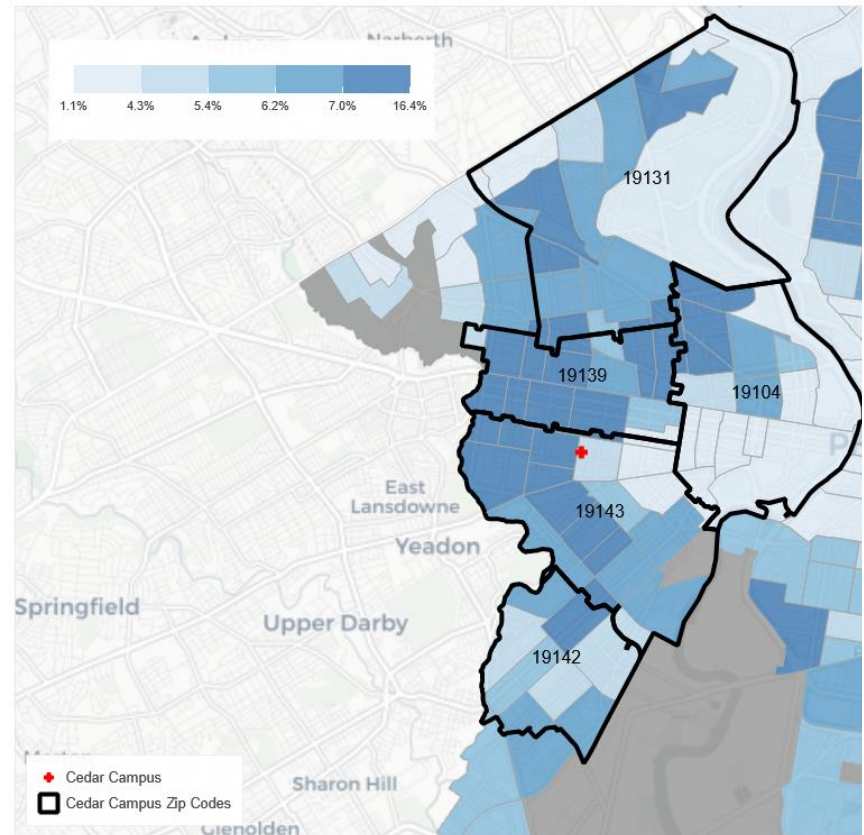 Narberth
1.1% 4.3% 5.4% 6.2% 7.0% 16.4%
19131
19139
19104
East
Lansdowne
19143
Yeadon
Springfield
Upper Darby
19142
Cedar Campus
Cedar Campus Zip Codes
Sharon Hill
Glenolden